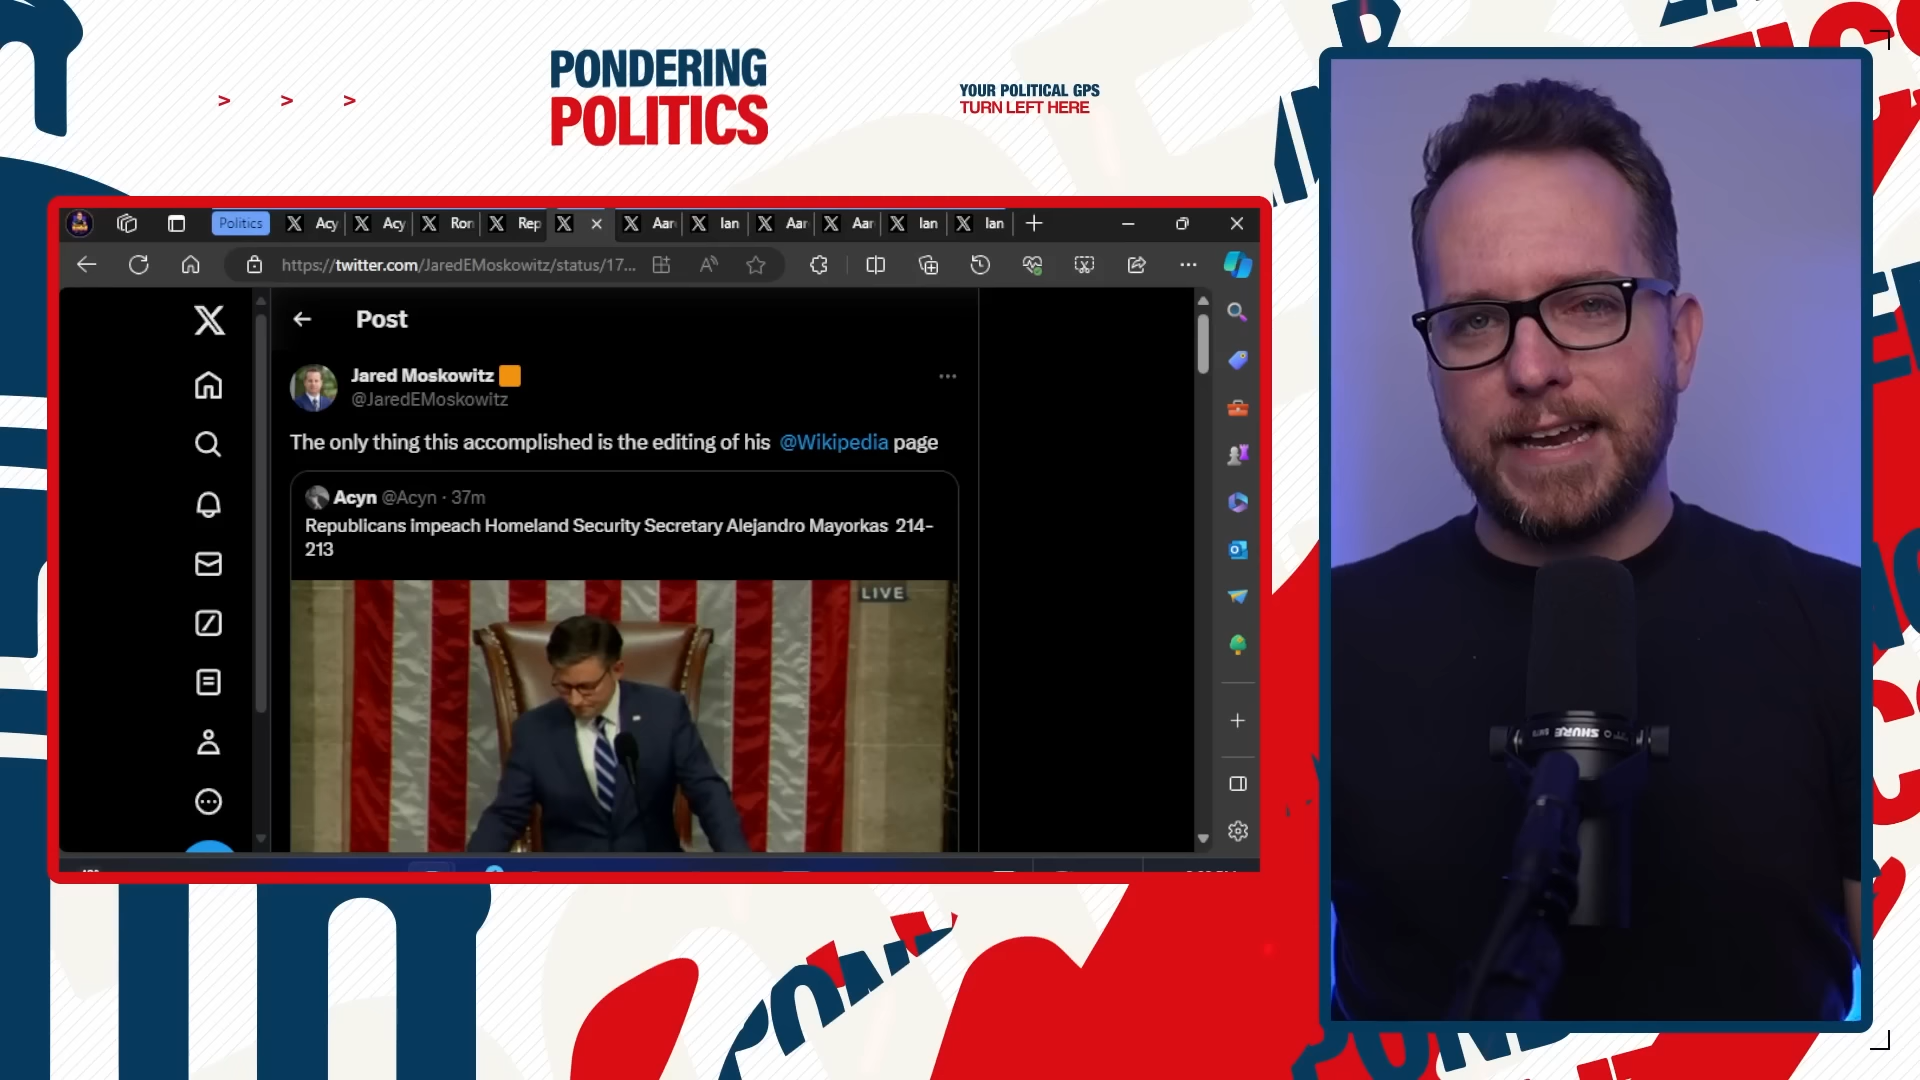 PONDERING
POLITICS
> > >
YOUR POLITICAL GPS
TURN LEFT HERE
Politics
Acy
Acy
Ron
Rep
Aar
Ian
Aar
Aar
Ian
Ian
https://twitter.com/JaredEMoskowitz/status/17...
Post
Jared Moskowitz
@JaredEMoskowitz
The only thing this accomplished is the editing of his @Wikipedia page
Acyn @Acyn · 37m
Republicans impeach Homeland Security Secretary Alejandro Mayorkas 214-
213
LIVE
SHURE